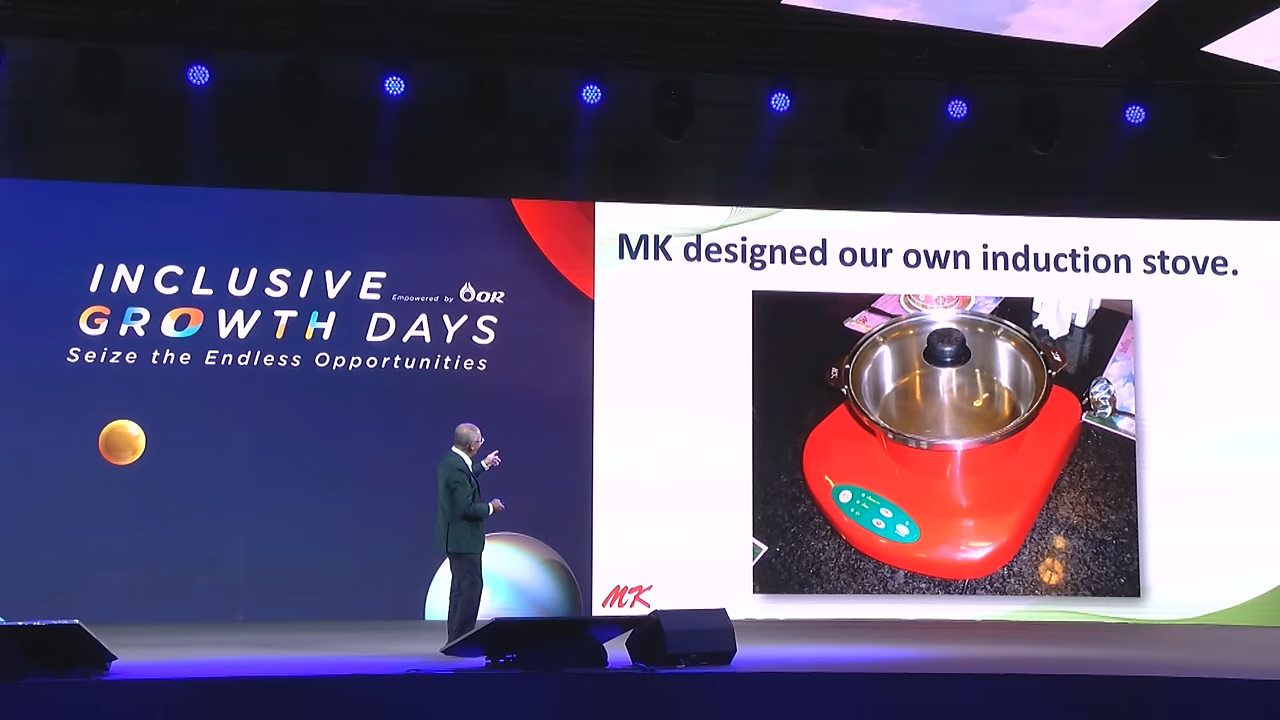 INCLUSIVE
Empowered by OR
GROWTH DAYS
Seize the Endless Opportunities
MK designed our own induction stove.
MK